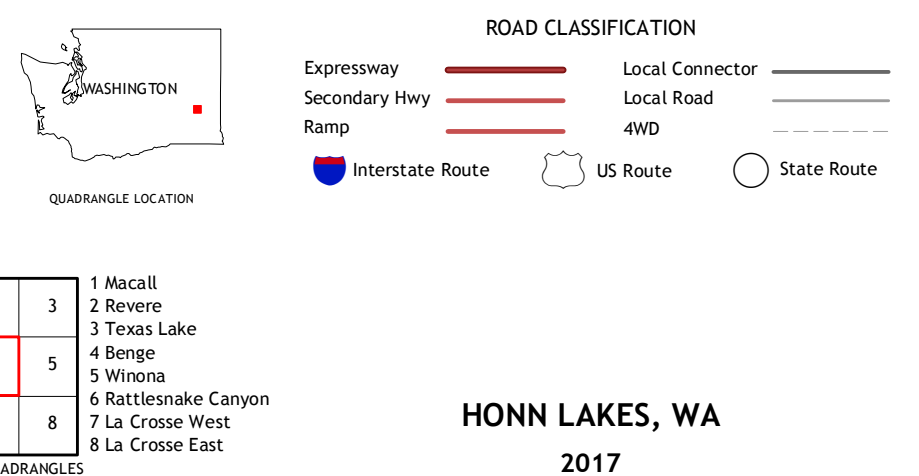 WASHINGTON
QUADRANGLE LOCATION
ROAD CLASSIFICATION
Expressway
Local Connector
Secondary Hwy
Local Road
Ramp
4WD
Interstate Route
US Route
State Route
3
5
8
1 Macall
2 Revere
3 Texas Lake
4 Benge
5 Winona
6 Rattlesnake Canyon
7 La Crosse West
8 La Crosse East
ADRANGLES
HONN LAKES, WA
2017